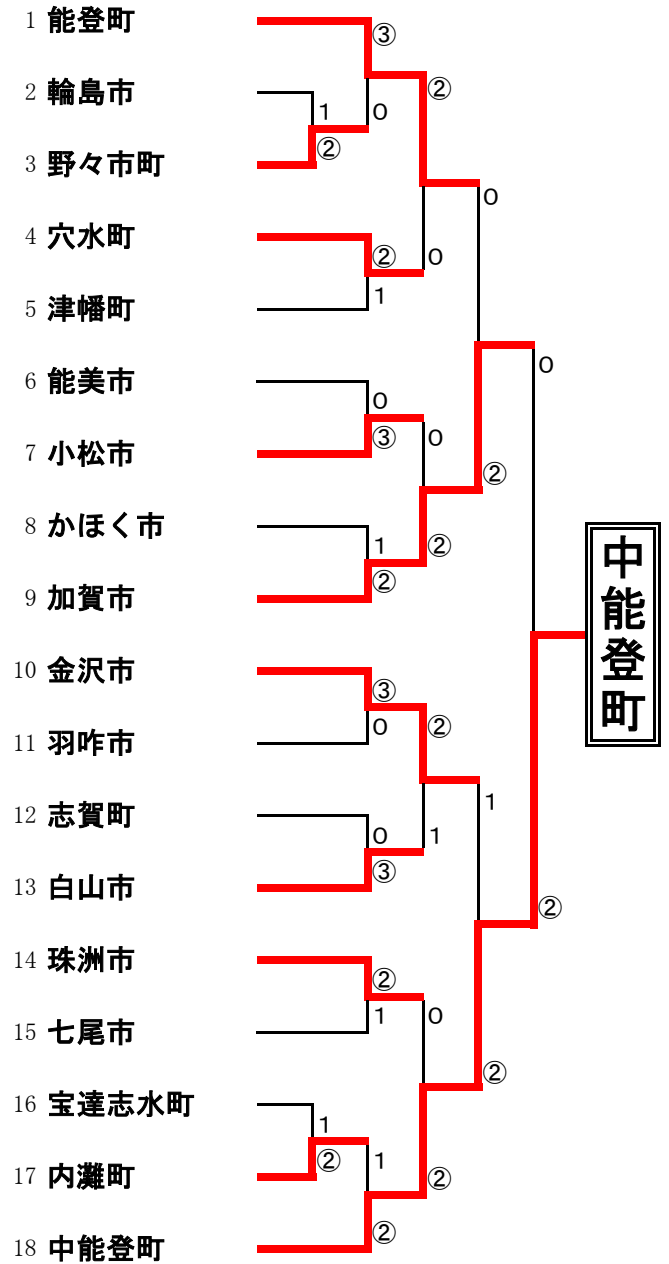 1 能登町
③
②
2 輪島市
1
0
②
3 野々市町
0
4 穴水町
②
0
1
5 津幡町
0
6 能美市
0
0
③
7 小松市
②
8 かほく市
1
②
②
9 加賀市
中能登町
10 金沢市
③
②
0
11 羽咋市
1
12 志賀町
0
1
③
13 白山市
②
14 珠洲市
②
1
0
15 七尾市
②
16 宝達志水町
1
②
1
17 内灘町
②
②
18 中能登町